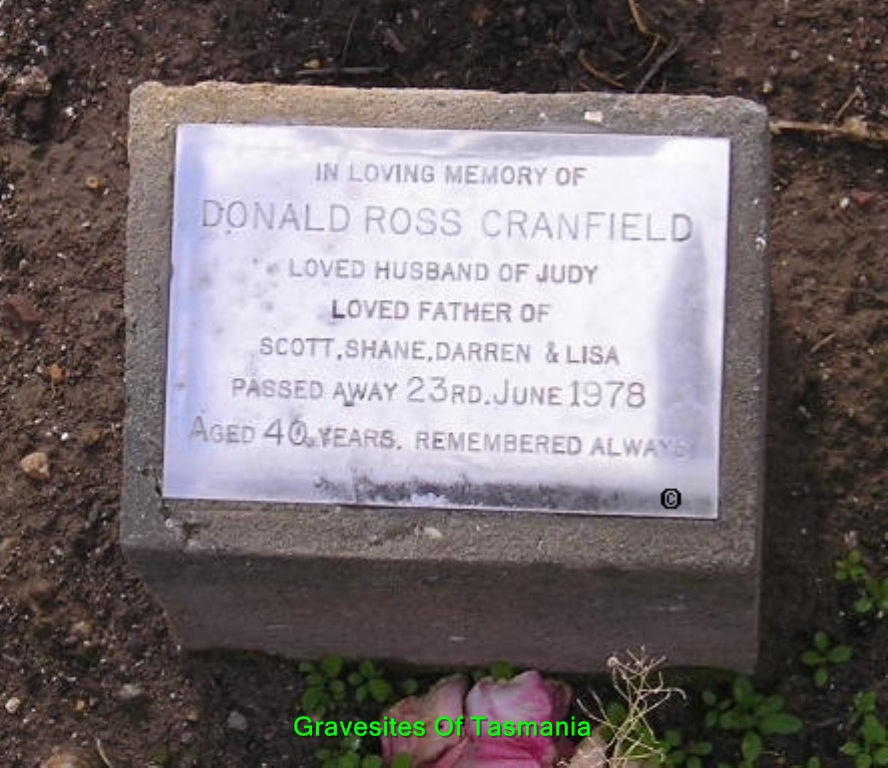 IN LOVING MEMORY OF
DONALD ROSS CRANFIELD
LOVED HUSBAND OF JUDY
LOVED FATHER OF
SCOTT,SHANE,DARREN & LISA
PASSED AWAY 23RD.JUNE 1978
AGED 40 YEARS. REMEMBERED ALWAYS
©
Gravesites Of Tasmania